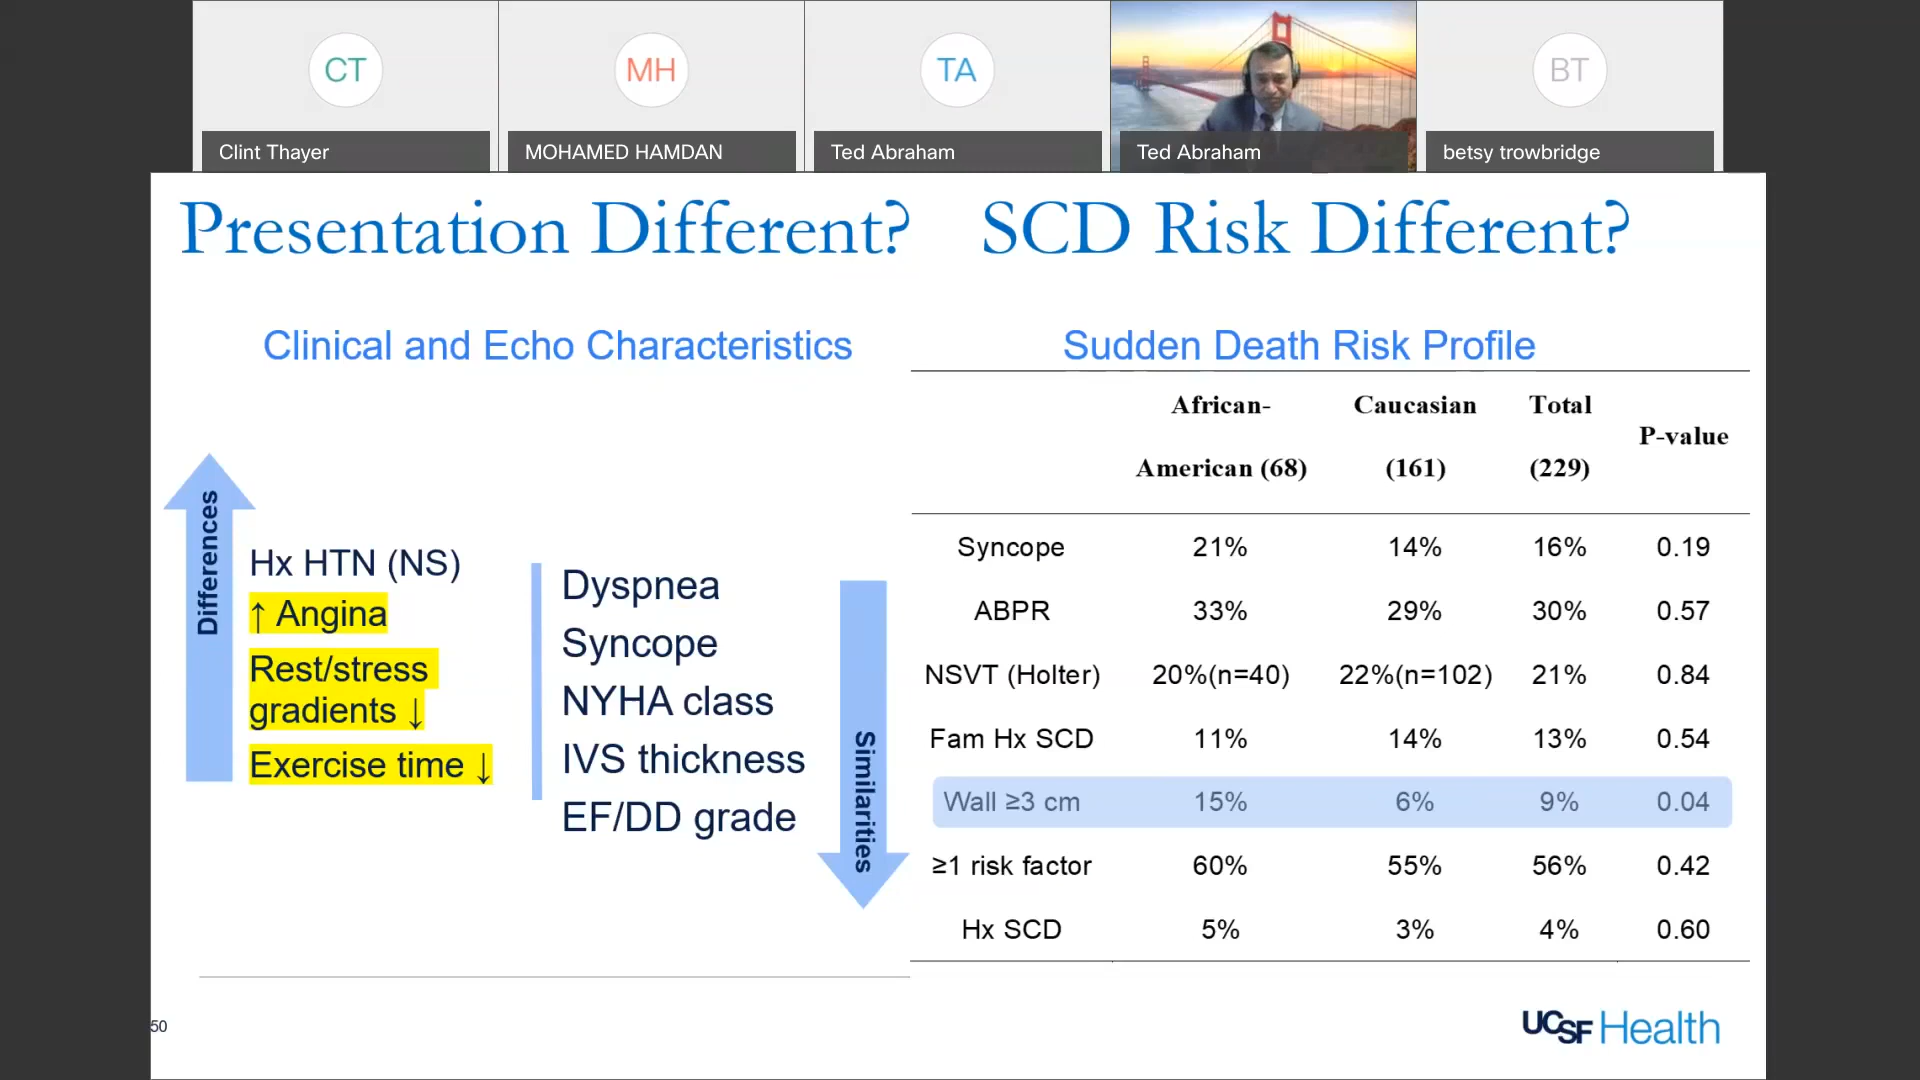 CT
MH
TA
BT
Clint Thayer
MOHAMED HAMDAN
Ted Abraham
Ted Abraham
betsy trowbridge
Presentation Different?
SCD Risk Different?
Clinical and Echo Characteristics
Differences
Hx HTN (NS)
↑ Angina
Rest/stress
gradients ↓
Exercise time ↓
Dyspnea
Syncope
NYHA class
IVS thickness
EF/DD grade
Similarities
Sudden Death Risk Profile
African- Caucasian Total
P-value
American (68) (161) (229)
Syncope 21% 14% 16% 0.19
ABPR 33% 29% 30% 0.57
NSVT (Holter) 20%(n=40) 22%(n=102) 21% 0.84
Fam Hx SCD 11% 14% 13% 0.54
Wall ≥3 cm 15% 6% 9% 0.04
≥1 risk factor 60% 55% 56% 0.42
Hx SCD 5% 3% 4% 0.60
50
UCSF Health